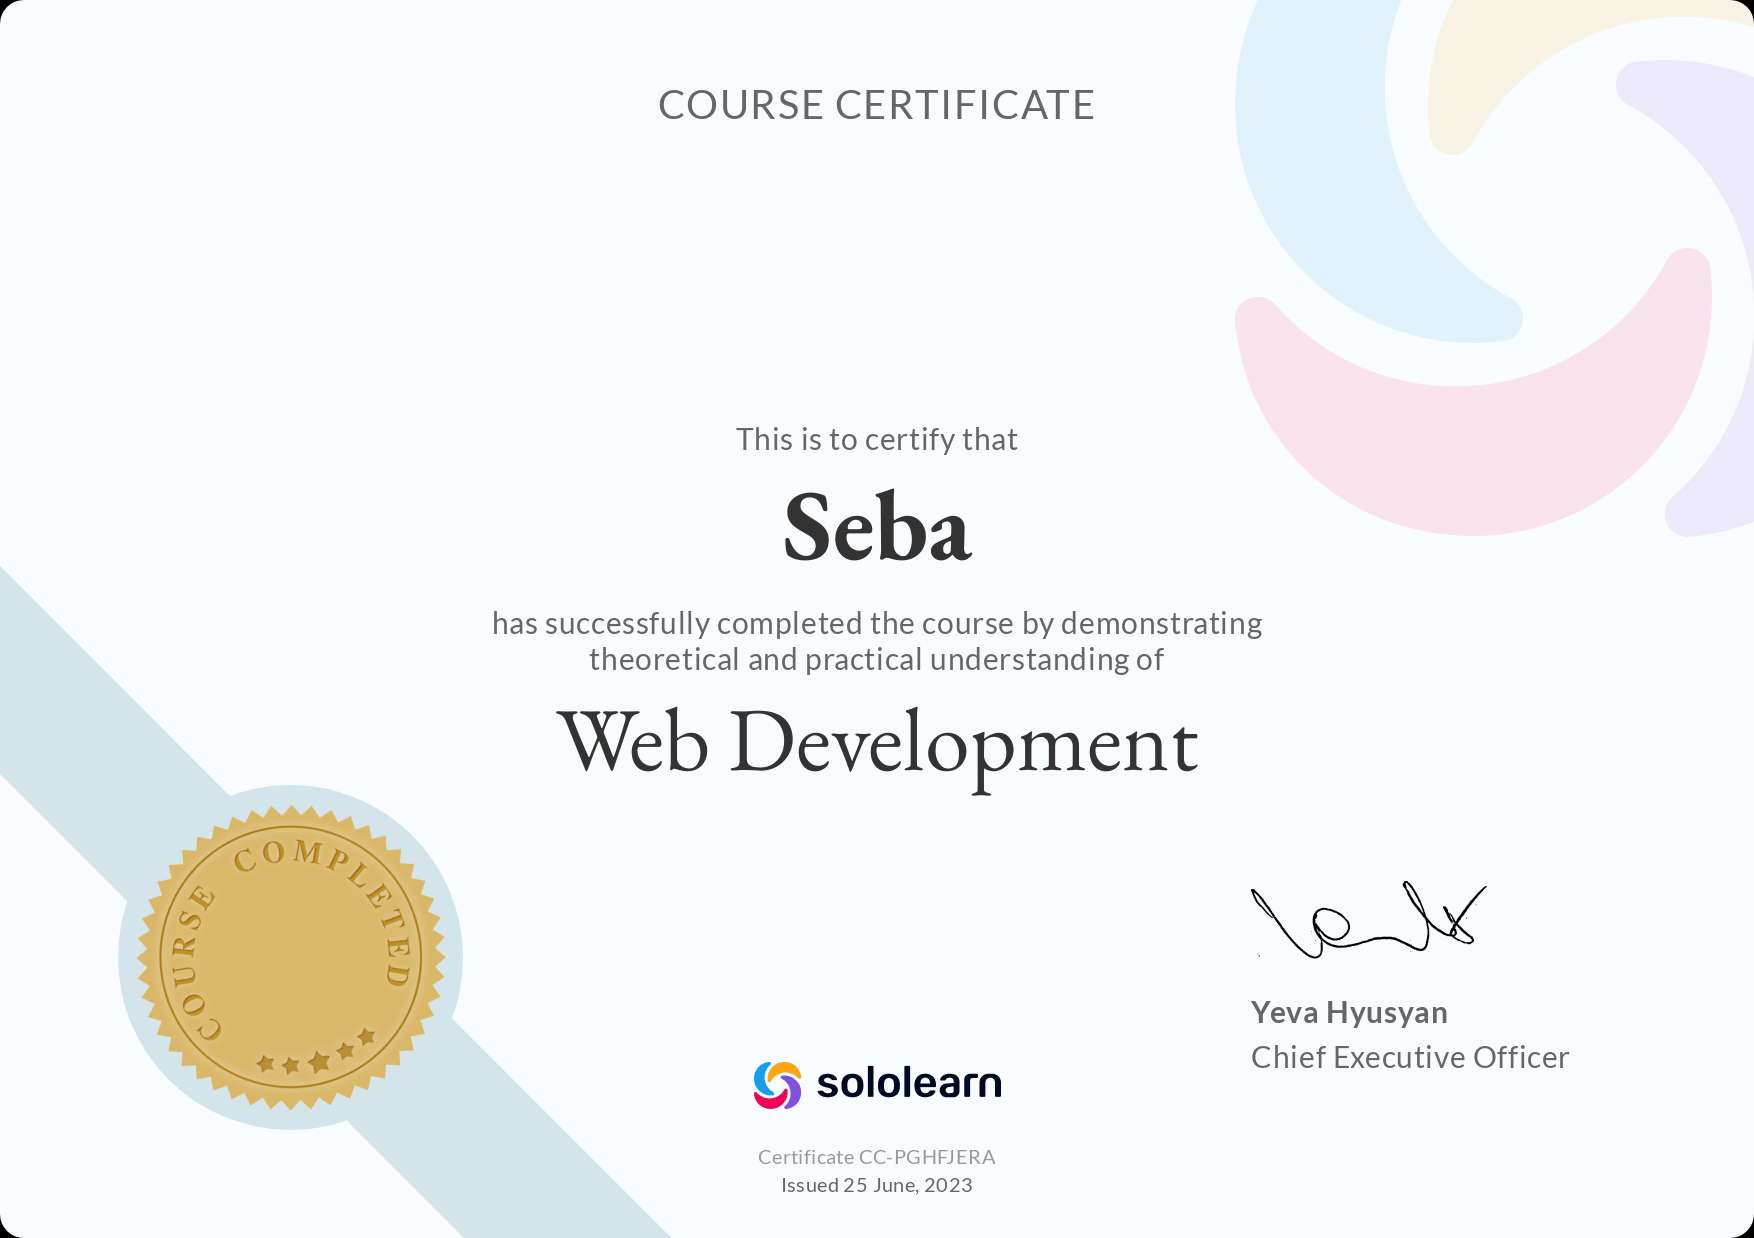 COURSE CERTIFICATE
This is to certify that
Seba
has successfully completed the course by demonstrating
theoretical and practical understanding of
Web Development
COURSE COMPLETED
Yeva Hyusyan
Chief Executive Officer
sololearn
Certificate CC-PGHFJERA
Issued 25 June, 2023